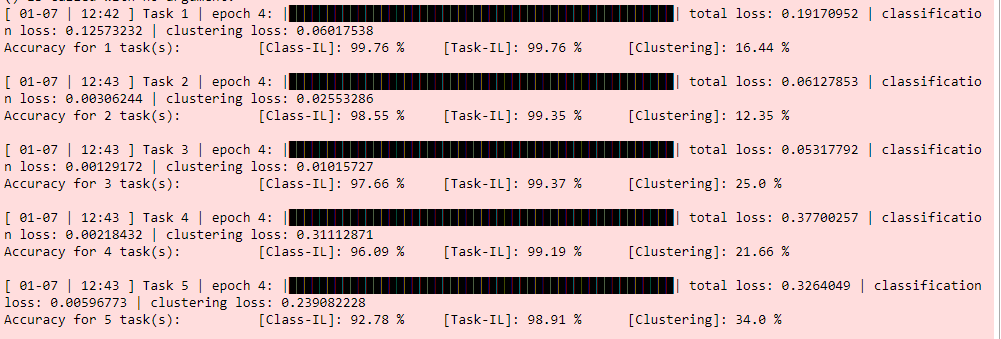 () is called with no argument.
[ 01-07 | 12:42 ] Task 1 | epoch 4: | | total loss: 0.19170952 | classificatio
n loss: 0.12573232 | clustering loss: 0.06017538
Accuracy for 1 task(s): [Class-IL]: 99.76 % [Task-IL]: 99.76 % [Clustering]: 16.44 %
[ 01-07 | 12:43 ] Task 2 | epoch 4: | | total loss: 0.06127853 | classificatio
n loss: 0.00306244 | clustering loss: 0.02553286
Accuracy for 2 task(s): [Class-IL]: 98.55 % [Task-IL]: 99.35 % [Clustering]: 12.35 %
[ 01-07 | 12:43 ] Task 3 | epoch 4: | | total loss: 0.05317792 | classificatio
n loss: 0.00129172 | clustering loss: 0.01015727
Accuracy for 3 task(s): [Class-IL]: 97.66 % [Task-IL]: 99.37 % [Clustering]: 25.0 %
[ 01-07 | 12:43 ] Task 4 | epoch 4: | | total loss: 0.37700257 | classificatio
n loss: 0.00218432 | clustering loss: 0.31112871
Accuracy for 4 task(s): [Class-IL]: 96.09 % [Task-IL]: 99.19 % [Clustering]: 21.66 %
[ 01-07 | 12:43 ] Task 5 | epoch 4: | | total loss: 0.3264049 | classification
loss: 0.00596773 | clustering loss: 0.239082228
Accuracy for 5 task(s): [Class-IL]: 92.78 % [Task-IL]: 98.91 % [Clustering]: 34.0 %